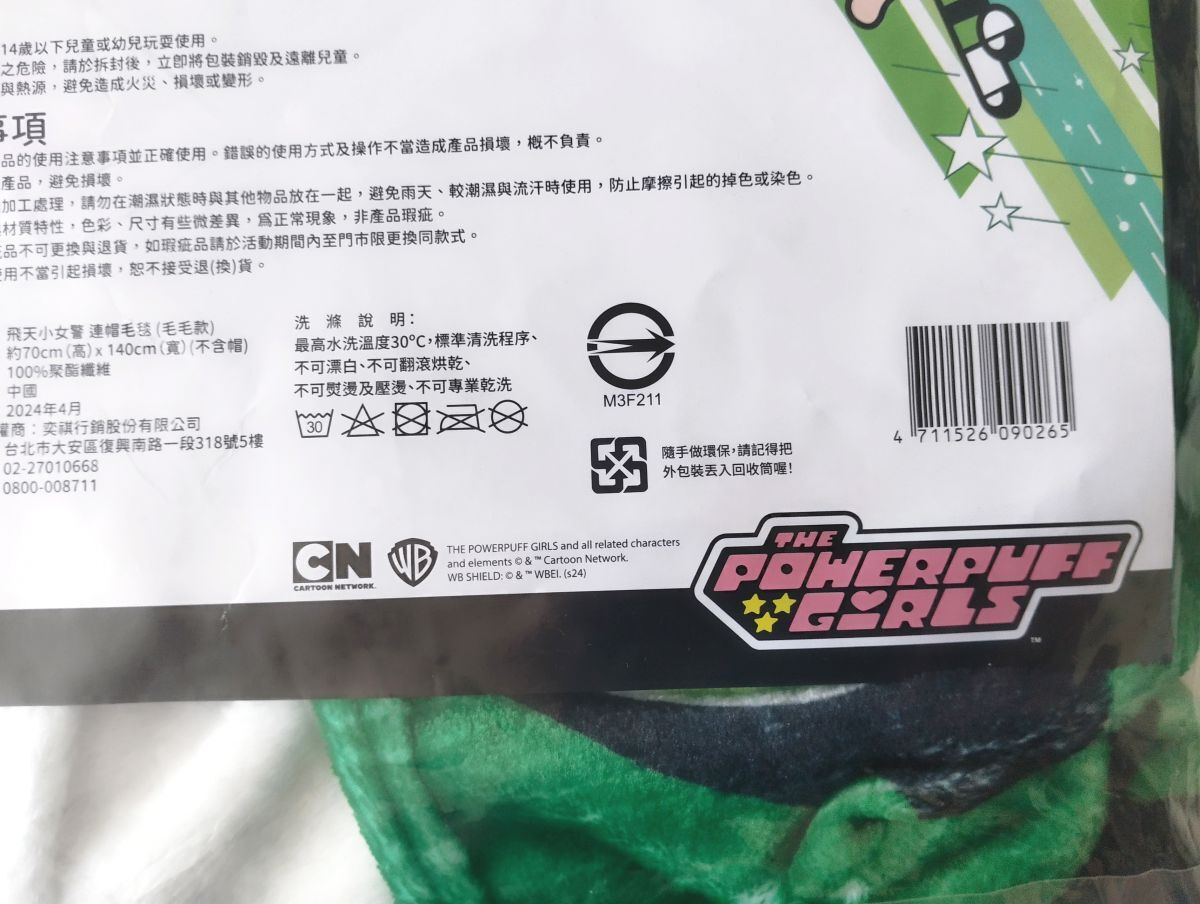 14歲以下兒童或幼兒玩耍使用。
之危險，請於拆封後，立即將包裝銷毀及遠離兒童。
與熱源，避免造成火災、損壞或變形。
事項
品的使用注意事項並正確使用。錯誤的使用方式及操作不當造成產品損壞，概不負責。
產品，避免損壞。
加工處理，請勿在潮濕狀態時與其他物品放在一起，避免雨天、較潮濕與流汗時使用，防止摩擦引起的掉色或染色。
材質特性，色彩、尺寸有些微差異，爲正常現象，非產品瑕疵。
品不可更換與退貨，如瑕疵品請於活動期間內至門市限更換同款式。
用不當引起損壞，恕不接受退(換)貨。
飛天小女警 連帽毛毯 (毛毛款)
約70cm (高) x 140cm (寬) (不含帽)
100%聚酯纖維
中國
2024年4月
權商：奕祺行銷股份有限公司
台北市大安區復興南路一段318號5樓
02-27010668
0800-008711
洗滌說明：
最高水洗溫度30°C，標準清洗程序、
不可漂白、不可翻滾烘乾、
不可熨燙及壓燙、不可專業乾洗
30
M3F211
隨手做環保，請記得把
外包裝丟入回收筒喔!
4 711526 090265
CN
CARTOON NETWORK.
WB
THE POWERPUFF GIRLS and all related characters
and elements © & ™ Cartoon Network.
WB SHIELD: © & ™ WBEI. (s24)
THE
POWERPUFF
GIRLS
TM